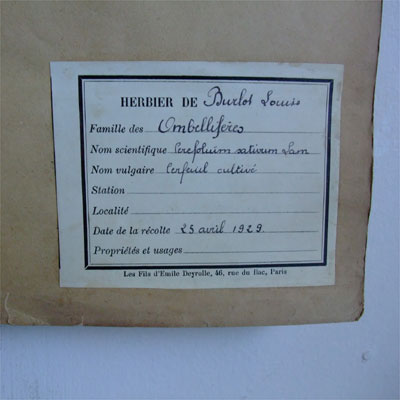 HERBIER DE Burlot Louis
Famille des Ombellifères
Nom scientifique Cerefolium sativum Lam
Nom vulgaire Cerfeuil cultivé
Station
Localité
Date de la récolte 25 avril 1929
Propriétés et usages
Les Fils d'Emile Deyrolle, 46, rue du Bac, Paris